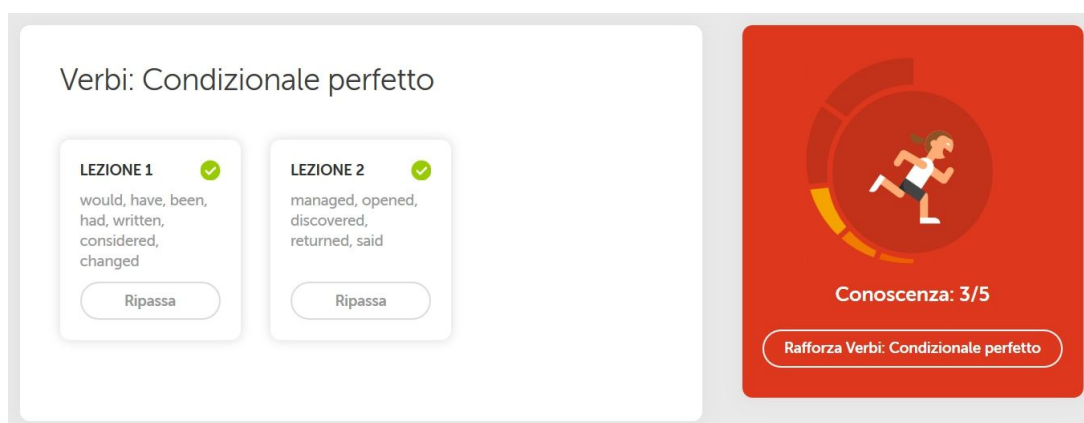 Verbi: Condizionale perfetto
LEZIONE 1
would, have, been,
had, written,
considered,
changed
Ripassa
LEZIONE 2
managed, opened,
discovered,
returned, said
Ripassa
Conoscenza: 3/5
Rafforza Verbi: Condizionale perfetto